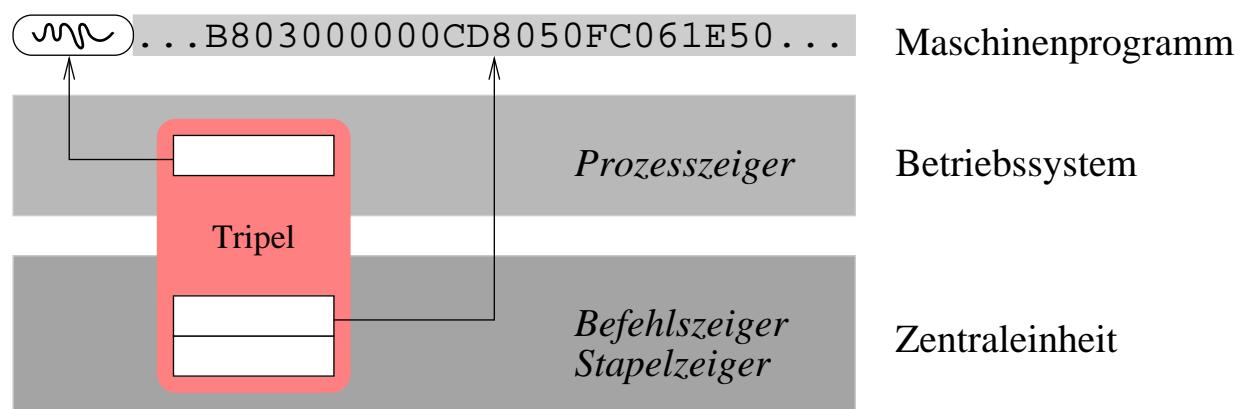 ...B803000000CD8050FC061E50... Maschinenprogramm
Prozesszeiger Betriebssystem
Tripel
Befehlszeiger
Stapelzeiger
Zentraleinheit